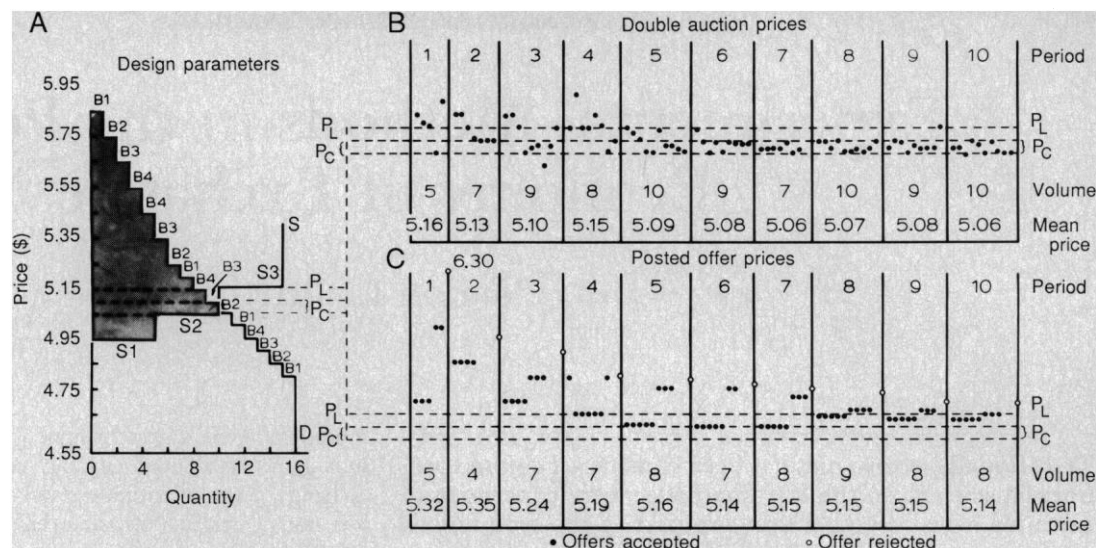 A
Design parameters
Price ($)
5.95
5.75
5.55
5.35
5.15
4.95
4.75
4.55
B1
B2
B3
B4
B4
B3
B2
B1
B4
B3
B2
B1
B4
B3
B2
B1
S
S3
S2
S1
D
P_L
P_C
0 4 8 12 16
Quantity
B
Double auction prices
1 2 3 4 5 6 7 8 9 10 Period
P_L P_L
P_C P_C
5 7 9 8 10 9 7 10 9 10 Volume
5.16 5.13 5.10 5.15 5.09 5.08 5.06 5.07 5.08 5.06 Mean price
C
6.30
Posted offer prices
1 2 3 4 5 6 7 8 9 10 Period
P_L P_L
P_C P_C
5 4 7 7 8 7 8 9 8 8 Volume
5.32 5.35 5.24 5.19 5.16 5.14 5.15 5.15 5.15 5.14 Mean price
• Offers accepted ○ Offer rejected